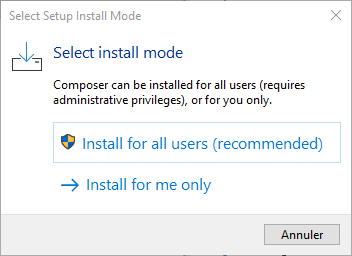 Select Setup Install Mode
Select install mode
Composer can be installed for all users (requires
administrative privileges), or for you only.
Install for all users (recommended)
Install for me only
Annuler